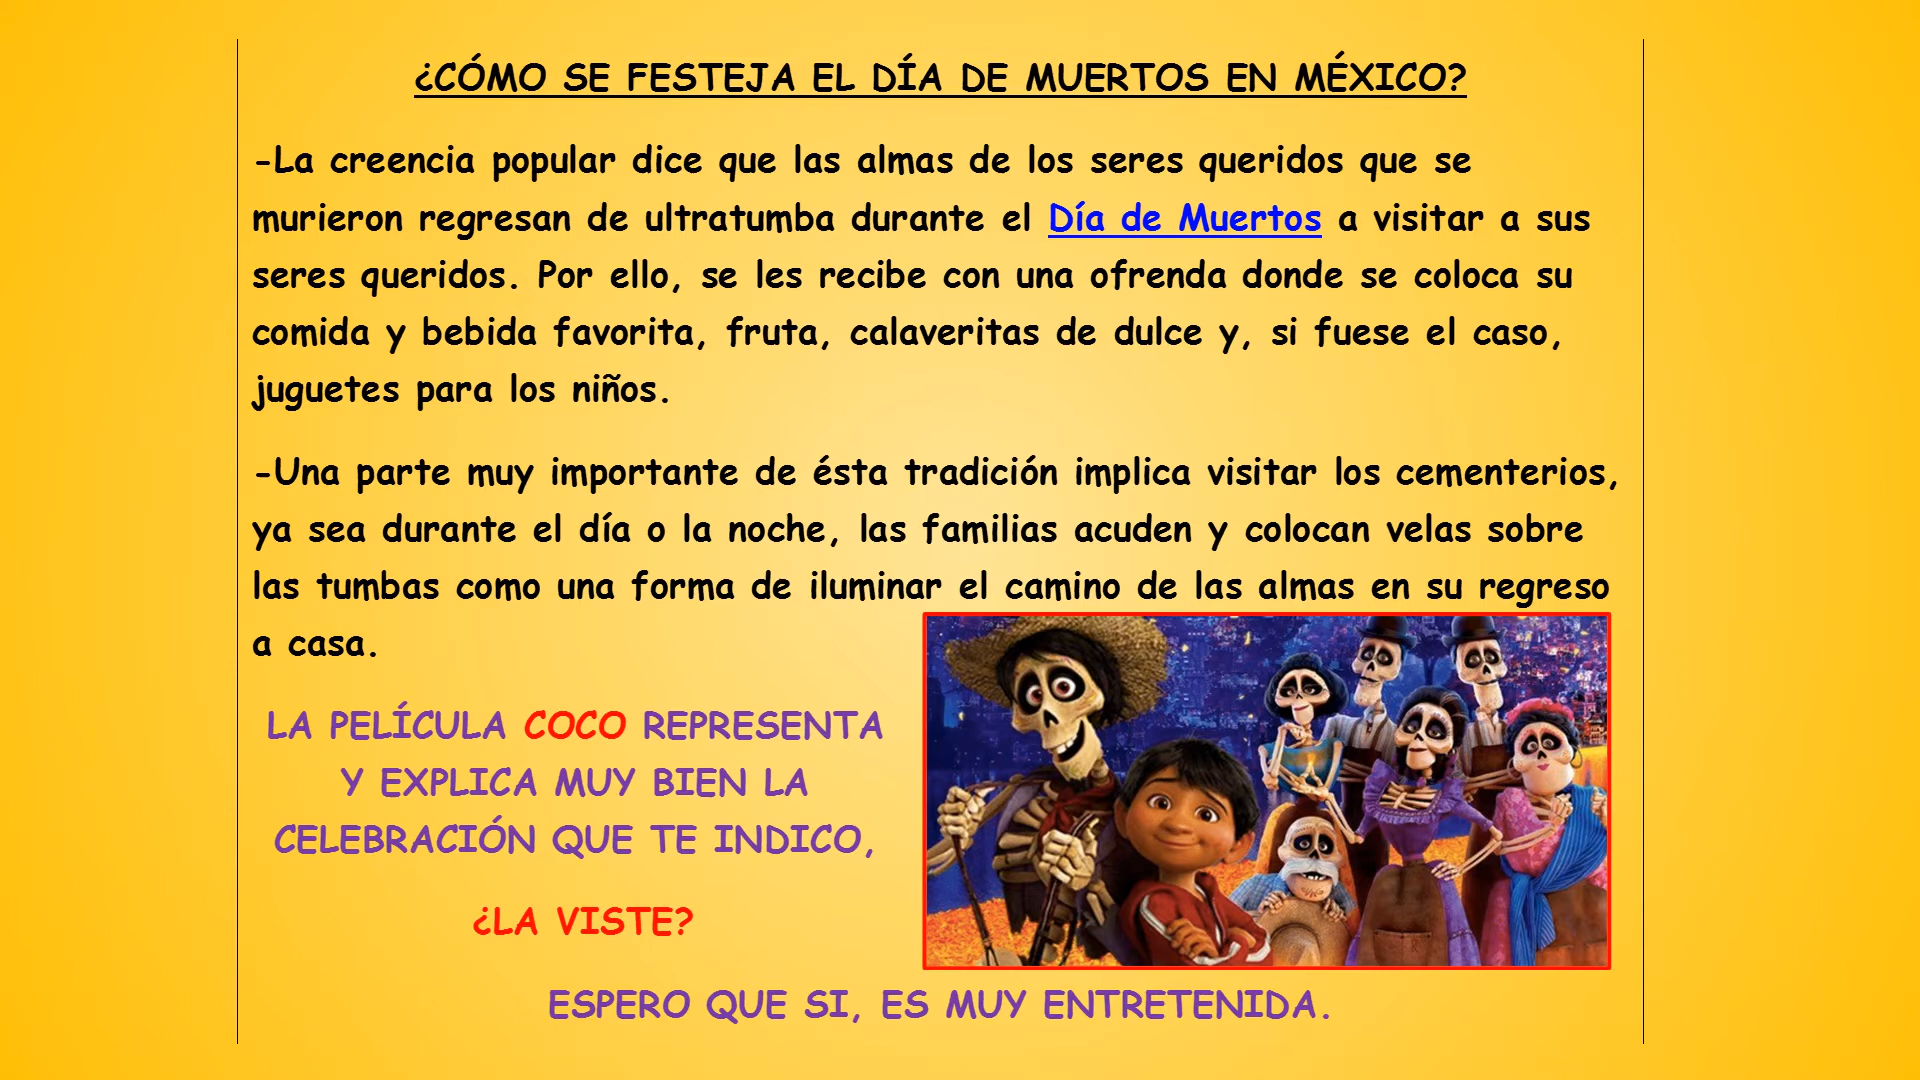 ¿CÓMO SE FESTEJA EL DÍA DE MUERTOS EN MÉXICO?
-La creencia popular dice que las almas de los seres queridos que se
murieron regresan de ultratumba durante el Día de Muertos a visitar a sus
seres queridos. Por ello, se les recibe con una ofrenda donde se coloca su
comida y bebida favorita, fruta, calaveritas de dulce y, si fuese el caso,
juguetes para los niños.
-Una parte muy importante de ésta tradición implica visitar los cementerios,
ya sea durante el día o la noche, las familias acuden y colocan velas sobre
las tumbas como una forma de iluminar el camino de las almas en su regreso
a casa.
LA PELÍCULA COCO REPRESENTA
Y EXPLICA MUY BIEN LA
CELEBRACIÓN QUE TE INDICO,
¿LA VISTE?
ESPERO QUE SI, ES MUY ENTRETENIDA.